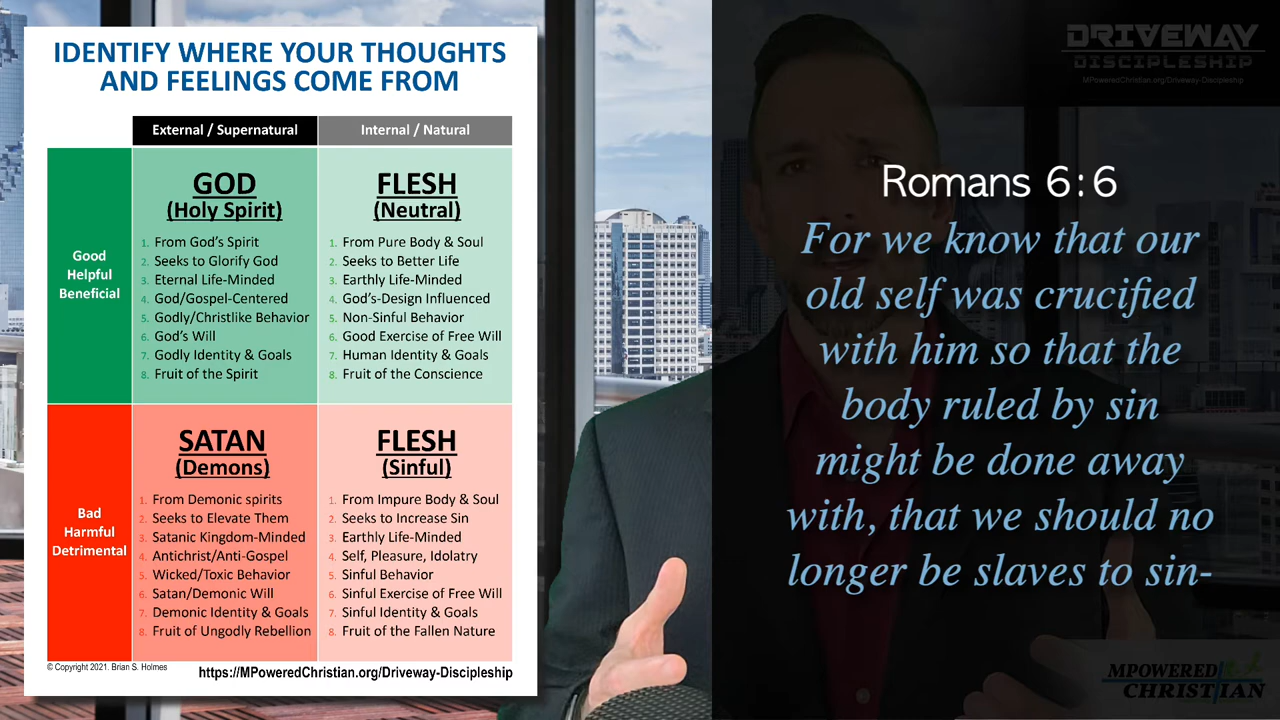 IDENTIFY WHERE YOUR THOUGHTS
AND FEELINGS COME FROM
External / Supernatural
Internal / Natural
Good
Helpful
Beneficial
GOD
(Holy Spirit)
1. From God's Spirit
2. Seeks to Glorify God
3. Eternal Life-Minded
4. God/Gospel-Centered
5. Godly/Christlike Behavior
6. God's Will
7. Godly Identity & Goals
8. Fruit of the Spirit
FLESH
(Neutral)
1. From Pure Body & Soul
2. Seeks to Better Life
3. Earthly Life-Minded
4. God's-Design Influenced
5. Non-Sinful Behavior
6. Good Exercise of Free Will
7. Human Identity & Goals
8. Fruit of the Conscience
Bad
Harmful
Detrimental
SATAN
(Demons)
1. From Demonic spirits
2. Seeks to Elevate Them
3. Satanic Kingdom-Minded
4. Antichrist/Anti-Gospel
5. Wicked/Toxic Behavior
6. Satan/Demonic Will
7. Demonic Identity & Goals
8. Fruit of Ungodly Rebellion
FLESH
(Sinful)
1. From Impure Body & Soul
2. Seeks to Increase Sin
3. Earthly Life-Minded
4. Self, Pleasure, Idolatry
5. Sinful Behavior
6. Sinful Exercise of Free Will
7. Sinful Identity & Goals
8. Fruit of the Fallen Nature
© Copyright 2021. Brian S. Holmes
https://MPoweredChristian.org/Driveway-Discipleship
DRIVEWAY
DISCIPLESHIP
MPoweredChristian.org/Driveway-Discipleship
Romans 6:6
For we know that our
old self was crucified
with him so that the
body ruled by sin
might be done away
with, that we should no
longer be slaves to sin-
MPOWERED
CHRISTIAN